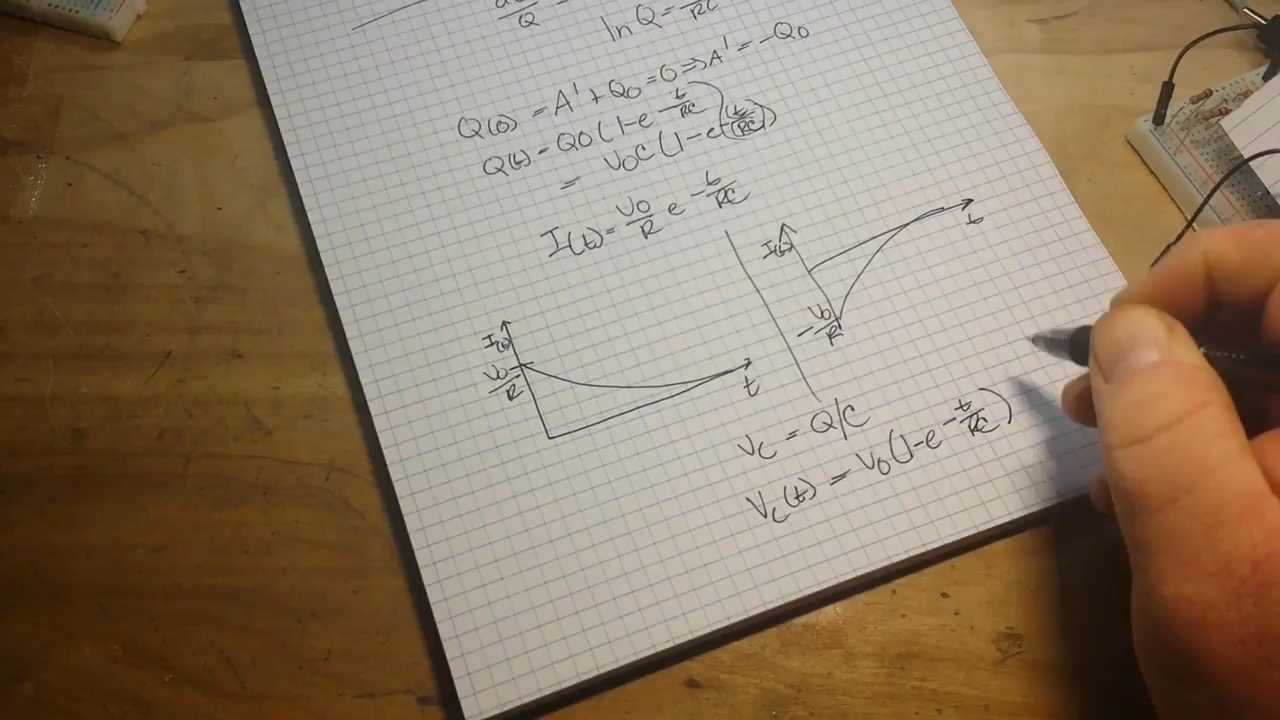 ln Q =
Q(0) = A' + Q0 = 0 ⇒ A' = -Q0
Q(t) = Q0 (1-e^-t/RC)
= V0C (1-e^-t/RC)
I(t) = V0/R e^-t/RC
I(t)
V0/R
t
I(t)
-V0/R
t
Vc = Q/C
Vc(t) = V0(1-e^-t/RC)